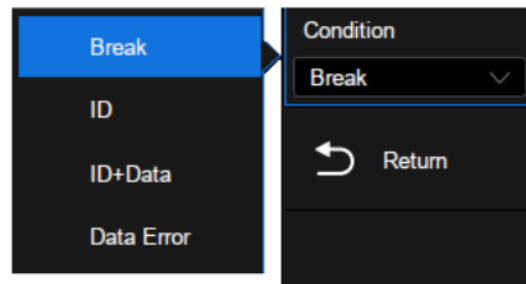 Break
ID
ID+Data
Data Error
Condition
Break
Return